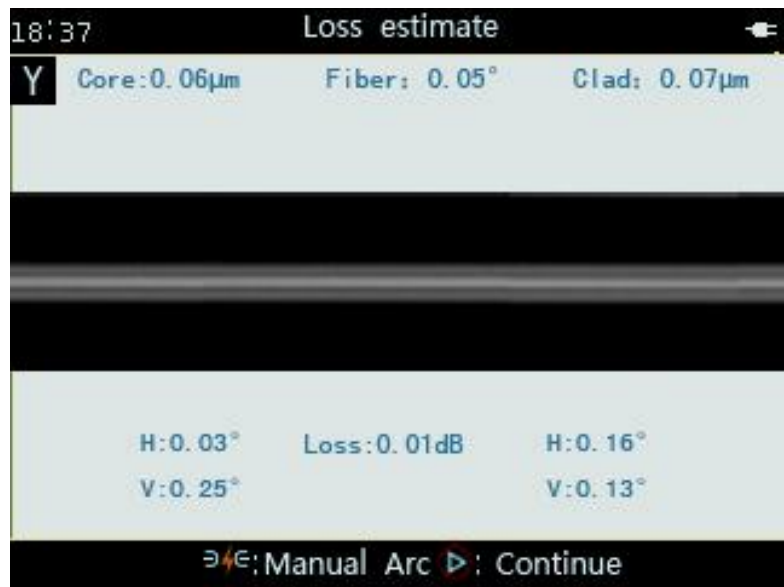 18:37 Loss estimate
Y Core:0.06μm Fiber: 0.05° Clad: 0.07μm
H:0.03° Loss:0.01dB H:0.16°
V:0.25° V:0.13°
:Manual Arc : Continue